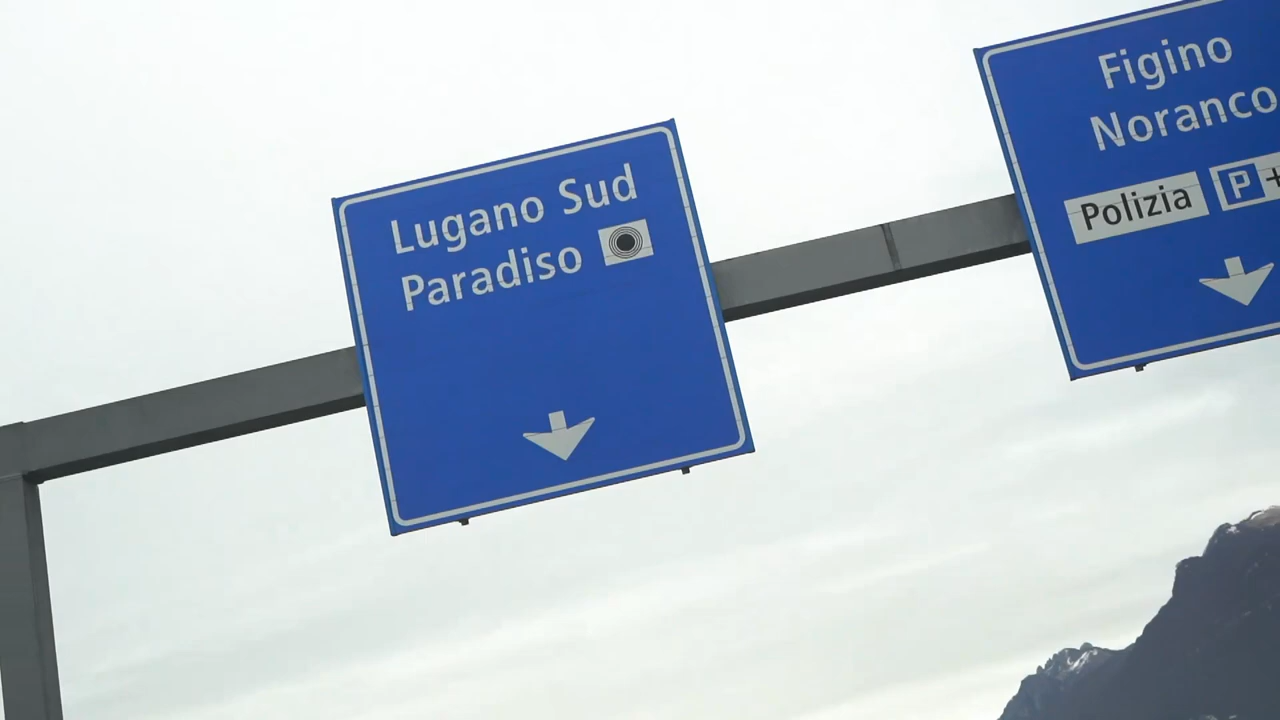 Lugano Sud
Paradiso
Figino
Noranco
Polizia P +